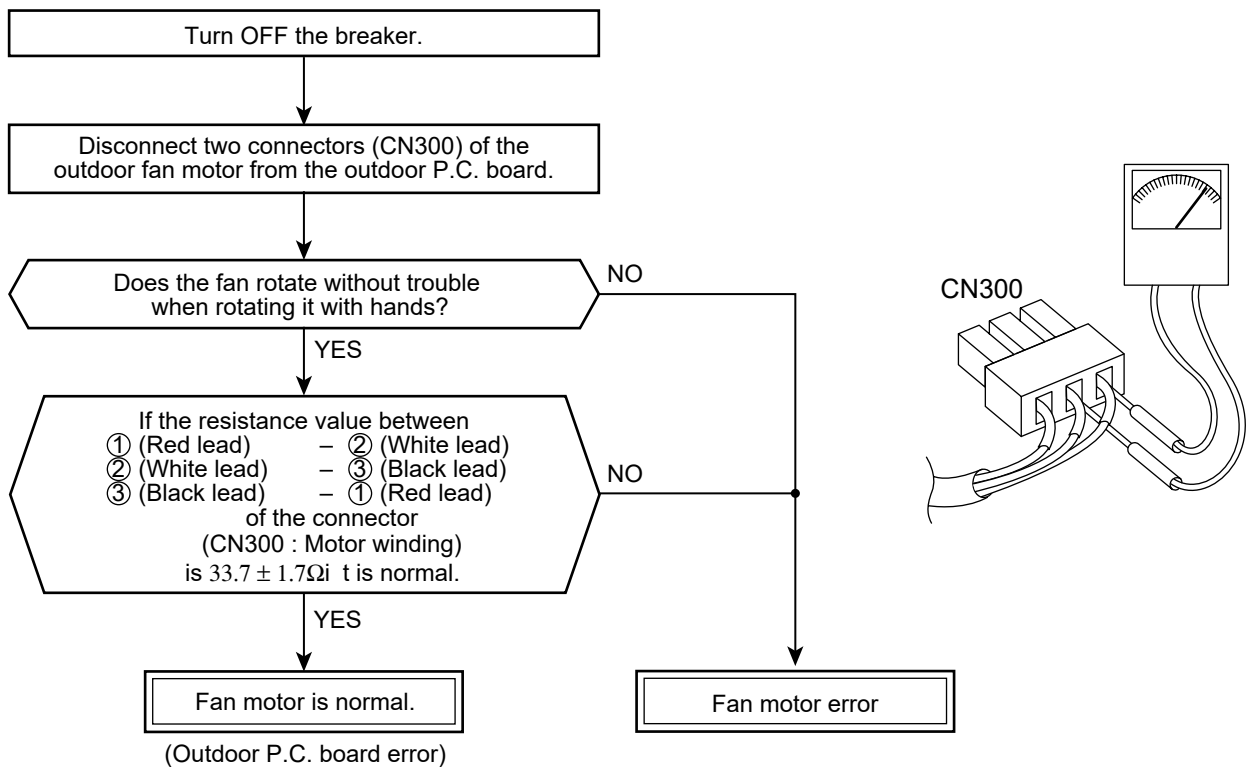 Turn OFF the breaker.
Disconnect two connectors (CN300) of the
outdoor fan motor from the outdoor P.C. board.
Does the fan rotate without trouble
when rotating it with hands?
NO
YES
If the resistance value between
① (Red lead) – ② (White lead)
② (White lead) – ③ (Black lead)
③ (Black lead) – ① (Red lead)
of the connector
(CN300 : Motor winding)
is 33.7 ± 1.7Ωi t is normal.
NO
YES
Fan motor is normal.
(Outdoor P.C. board error)
Fan motor error
CN300